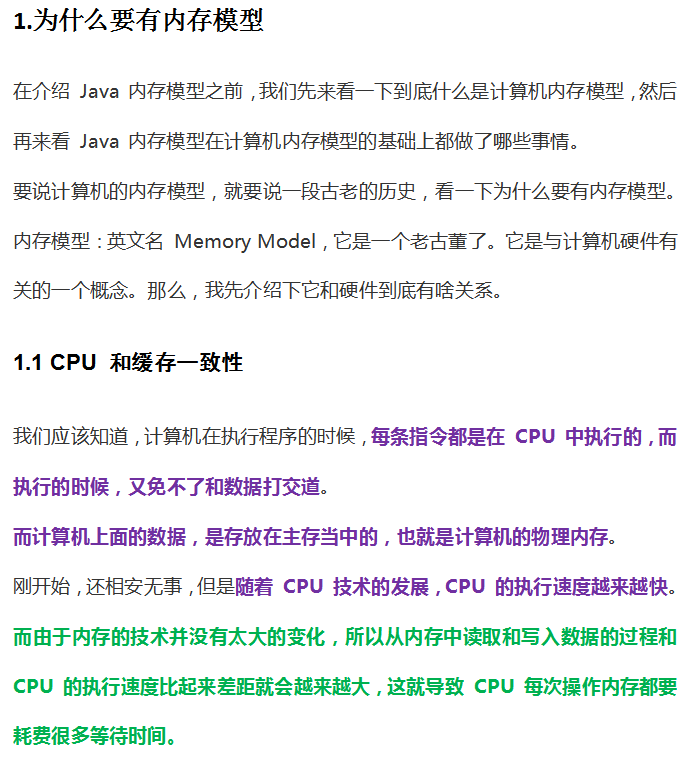 1.为什么要有内存模型
在介绍 Java 内存模型之前，我们先来看一下到底什么是计算机内存模型，然后
再来看 Java 内存模型在计算机内存模型的基础上都做了哪些事情。
要说计算机的内存模型，就要说一段古老的历史，看一下为什么要有内存模型。
内存模型：英文名 Memory Model，它是一个老古董了。它是与计算机硬件有
关的一个概念。那么，我先介绍下它和硬件到底有啥关系。
1.1 CPU 和缓存一致性
我们应该知道，计算机在执行程序的时候，每条指令都是在 CPU 中执行的，而
执行的时候，又免不了和数据打交道。
而计算机上面的数据，是存放在主存当中的，也就是计算机的物理内存。
刚开始，还相安无事，但是随着 CPU 技术的发展，CPU 的执行速度越来越快。
而由于内存的技术并没有太大的变化，所以从内存中读取和写入数据的过程和
CPU 的执行速度比起来差距就会越来越大，这就导致 CPU 每次操作内存都要
耗费很多等待时间。